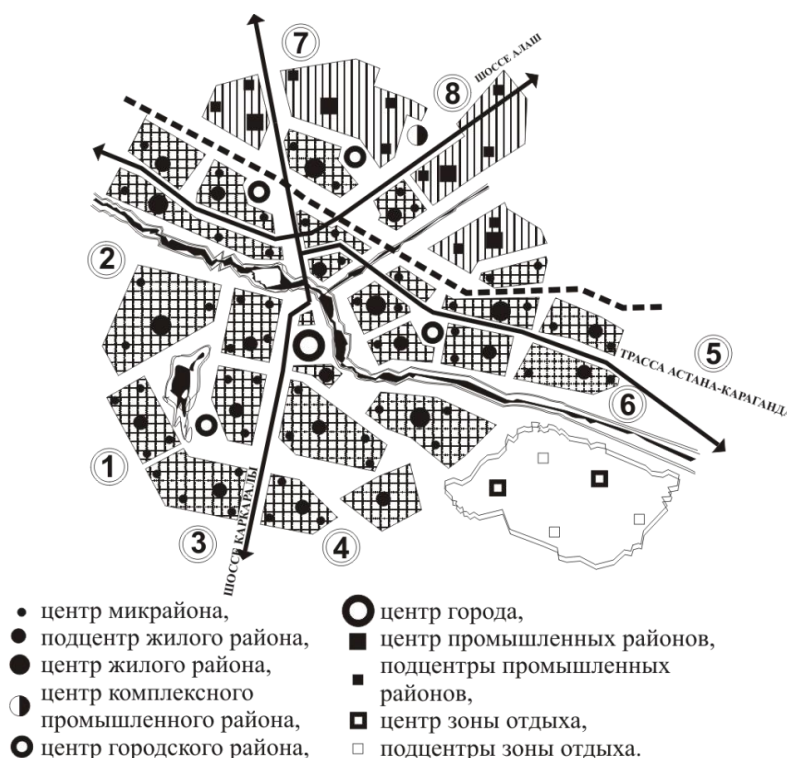 7
ШОССЕ АЛАШ
8
2
5
ТРАССА АСТАНА-КАРАГАНДА
6
1
ШОССЕ КАРКАРАЛЫ
3
4
центр микрайона,
подцентр жилого района,
центр жилого района,
центр комплексного
промышленного района,
центр городского района,
центр города,
центр промышленных районов,
подцентры промышленных
районов,
центр зоны отдыха,
подцентры зоны отдыха.